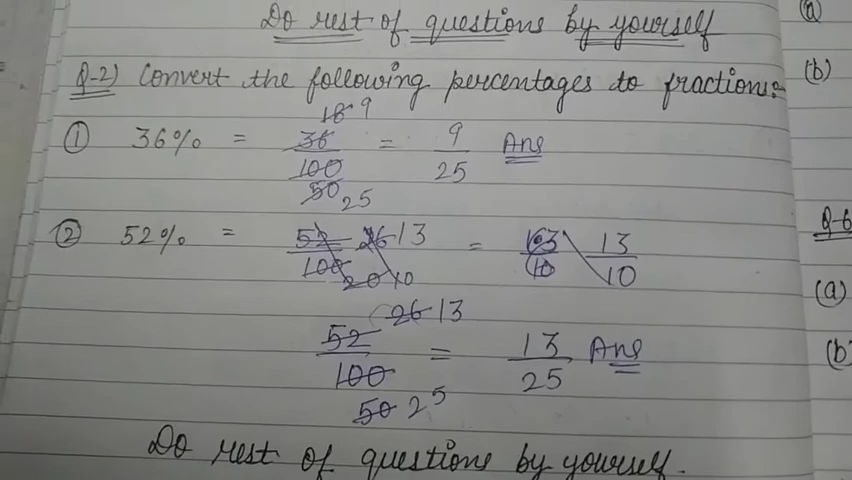 Do rest of questions by yourself
(a)
Q-2) Convert the following percentages to fractions:
(b)
18 9
① 36% = 36/100 = 9/25 Ans
50 25
② 52% = 52/100 26 13 = 13/10
20 10
Q-6
(a)
26 13
52/100 = 13/25 Ans
(b)
50 25
Do rest of questions by yourself.